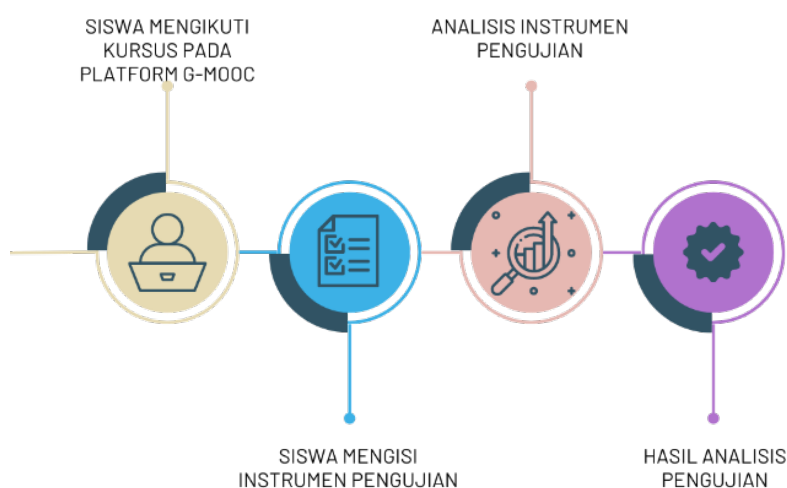 SISWA MENGIKUTI
KURSUS PADA
PLATFORM G-MOOC
ANALISIS INSTRUMEN
PENGUJIAN
SISWA MENGISI
INSTRUMEN PENGUJIAN
HASIL ANALISIS
PENGUJIAN